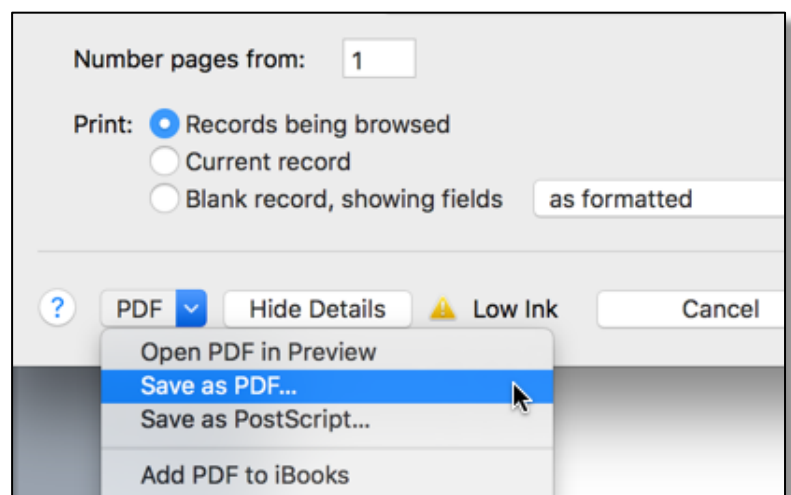 Number pages from: 1
Print: Records being browsed
Current record
Blank record, showing fields as formatted
? PDF Hide Details Low Ink Cancel
Open PDF in Preview
Save as PDF...
Save as PostScript...
Add PDF to iBooks